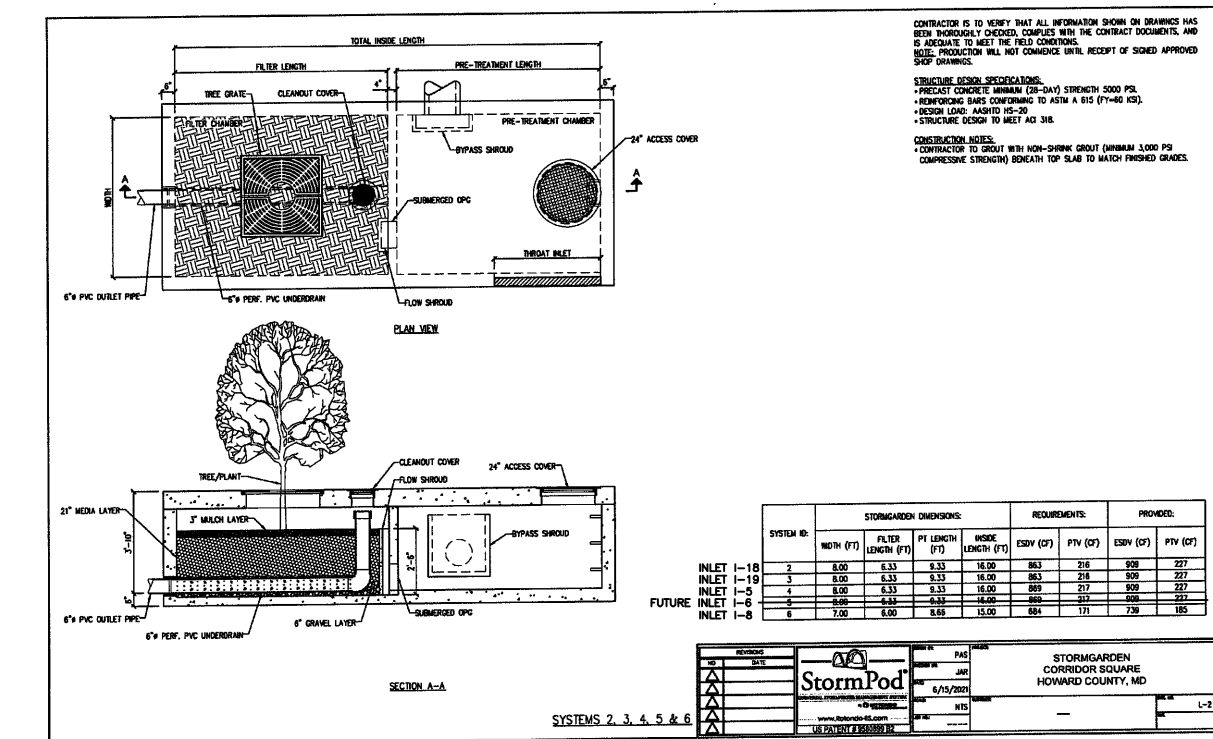 CONTRACTOR IS TO VERIFY THAT ALL INFORMATION SHOWN ON DRAWINGS HAS
BEEN THOROUGHLY CHECKED, COMPLIES WITH THE CONTRACT DOCUMENTS, AND
IS ADEQUATE TO MEET THE FIELD CONDITIONS.
NOTE: PRODUCTION WILL NOT COMMENCE UNTIL RECEIPT OF SIGNED APPROVED
SHOP DRAWINGS.
STRUCTURE DESIGN SPECIFICATIONS:
• PRECAST CONCRETE MINIMUM (28-DAY) STRENGTH 5000 PSI.
• REINFORCING BARS CONFORMING TO ASTM A 615 (FY=60 KSI).
• DESIGN LOAD: AASHTO HS-20
• STRUCTURE DESIGN TO MEET ACI 318.
CONSTRUCTION NOTES:
• CONTRACTOR TO GROUT WITH NON-SHRINK GROUT (MINIMUM 3,000 PSI
COMPRESSIVE STRENGTH) BENEATH TOP SLAB TO MATCH FINISHED GRADES.
TOTAL INSIDE LENGTH
FILTER LENGTH
PRE-TREATMENT LENGTH
6"
4"
6"
TREE GRATE
CLEANOUT COVER
FILTER CHAMBER
PRE-TREATMENT CHAMBER
24" ACCESS COVER
BYPASS SHROUD
A
A
WIDTH
SUBMERGED OPG
THROAT INLET
6"ø PVC OUTLET PIPE
6"ø PERF. PVC UNDERDRAIN
FLOW SHROUD
PLAN VIEW
CLEANOUT COVER
24" ACCESS COVER
TREE/PLANT
FLOW SHROUD
21" MEDIA LAYER
3" MULCH LAYER
BYPASS SHROUD
3'-10"
2'-6"
6"
6"ø PVC OUTLET PIPE
6" GRAVEL LAYER
SUBMERGED OPG
6"ø PERF. PVC UNDERDRAIN
SECTION A-A
SYSTEMS 2, 3, 4, 5 & 6
SYSTEM ID: STORMGARDEN DIMENSIONS: REQUIREMENTS: PROVIDED:
WIDTH (FT) FILTER LENGTH (FT) PT LENGTH (FT) INSIDE LENGTH (FT) ESDV (CF) PTV (CF) ESDV (CF) PTV (CF)
INLET I-18 2 8.00 6.33 9.33 16.00 863 216 909 227
INLET I-19 3 8.00 6.33 9.33 16.00 863 216 909 227
INLET I-5 4 8.00 6.33 9.33 16.00 869 217 909 227
FUTURE INLET I-6 5 8.00 6.33 9.33 16.00 869 217 909 227
INLET I-8 6 7.00 6.00 8.66 15.00 684 171 739 185
REVISIONS
NO DATE
StormPod
www.Rotondo-ES.com
US PATENT # 9585899 B2
PAS
JAR
6/15/2021
NTS
STORMGARDEN
CORRIDOR SQUARE
HOWARD COUNTY, MD
L-2